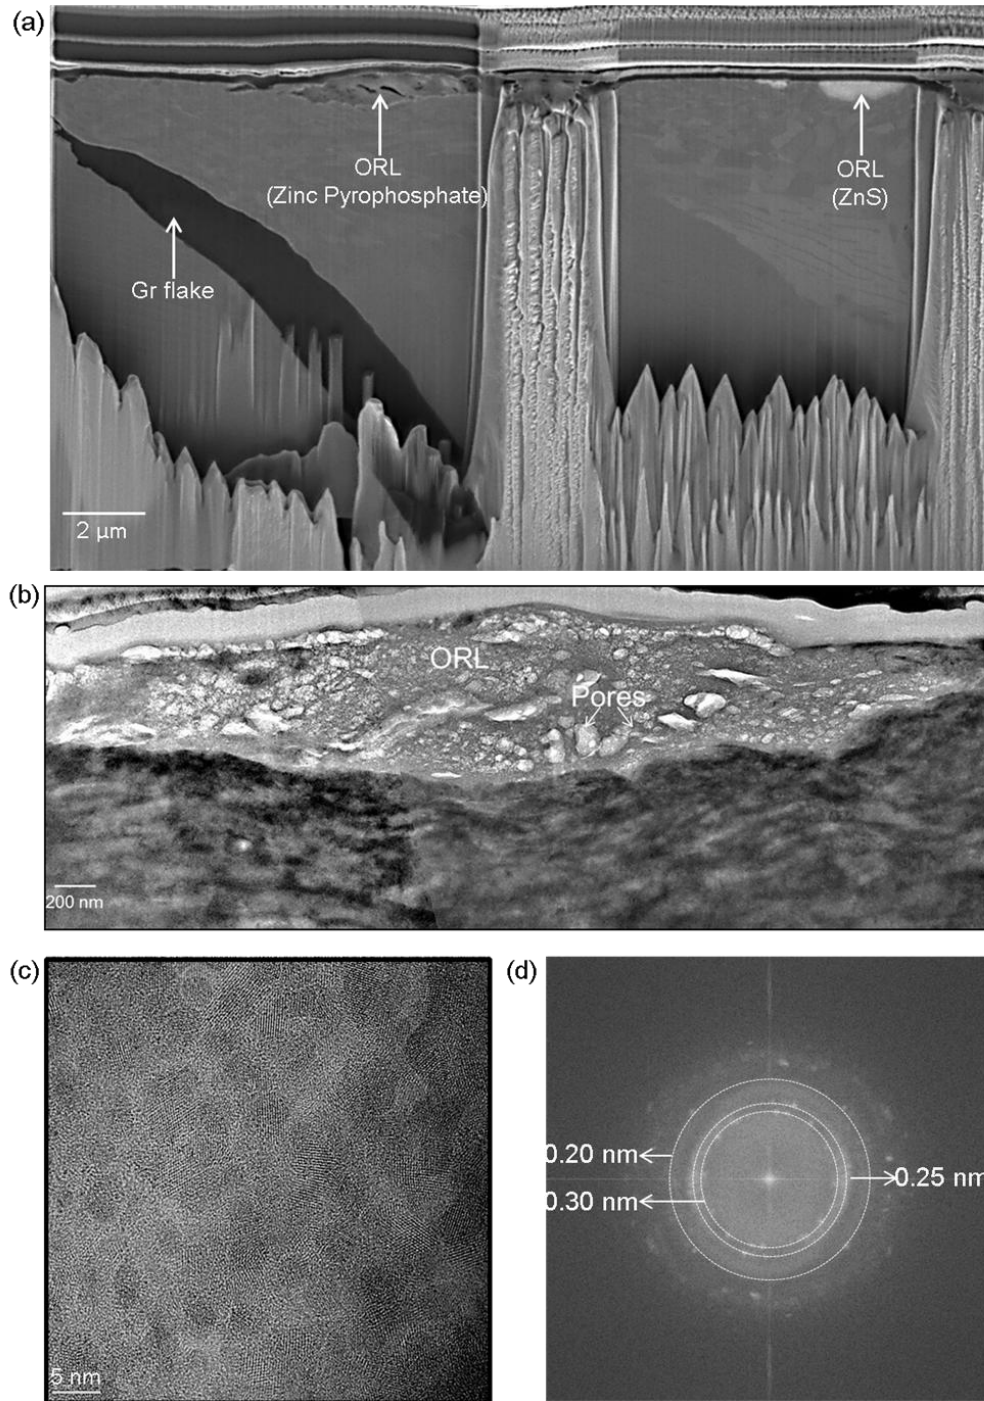 (a)
ORL
(Zinc Pyrophosphate)
ORL
(ZnS)
Gr flake
2 µm
(b)
ORL
Pores
200 nm
(c)
(d)
0.20 nm
0.25 nm
0.30 nm
5 nm